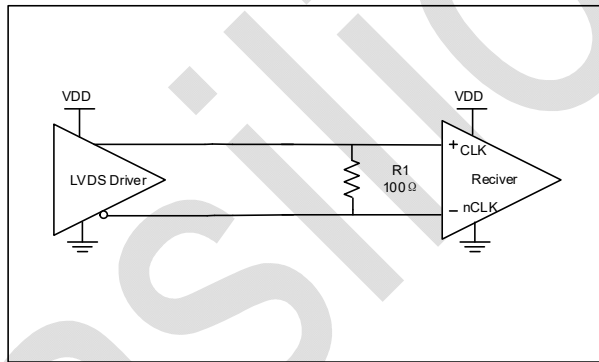 VDD
VDD
LVDS Driver
+ CLK
R1
100Ω
Reciver
− nCLK